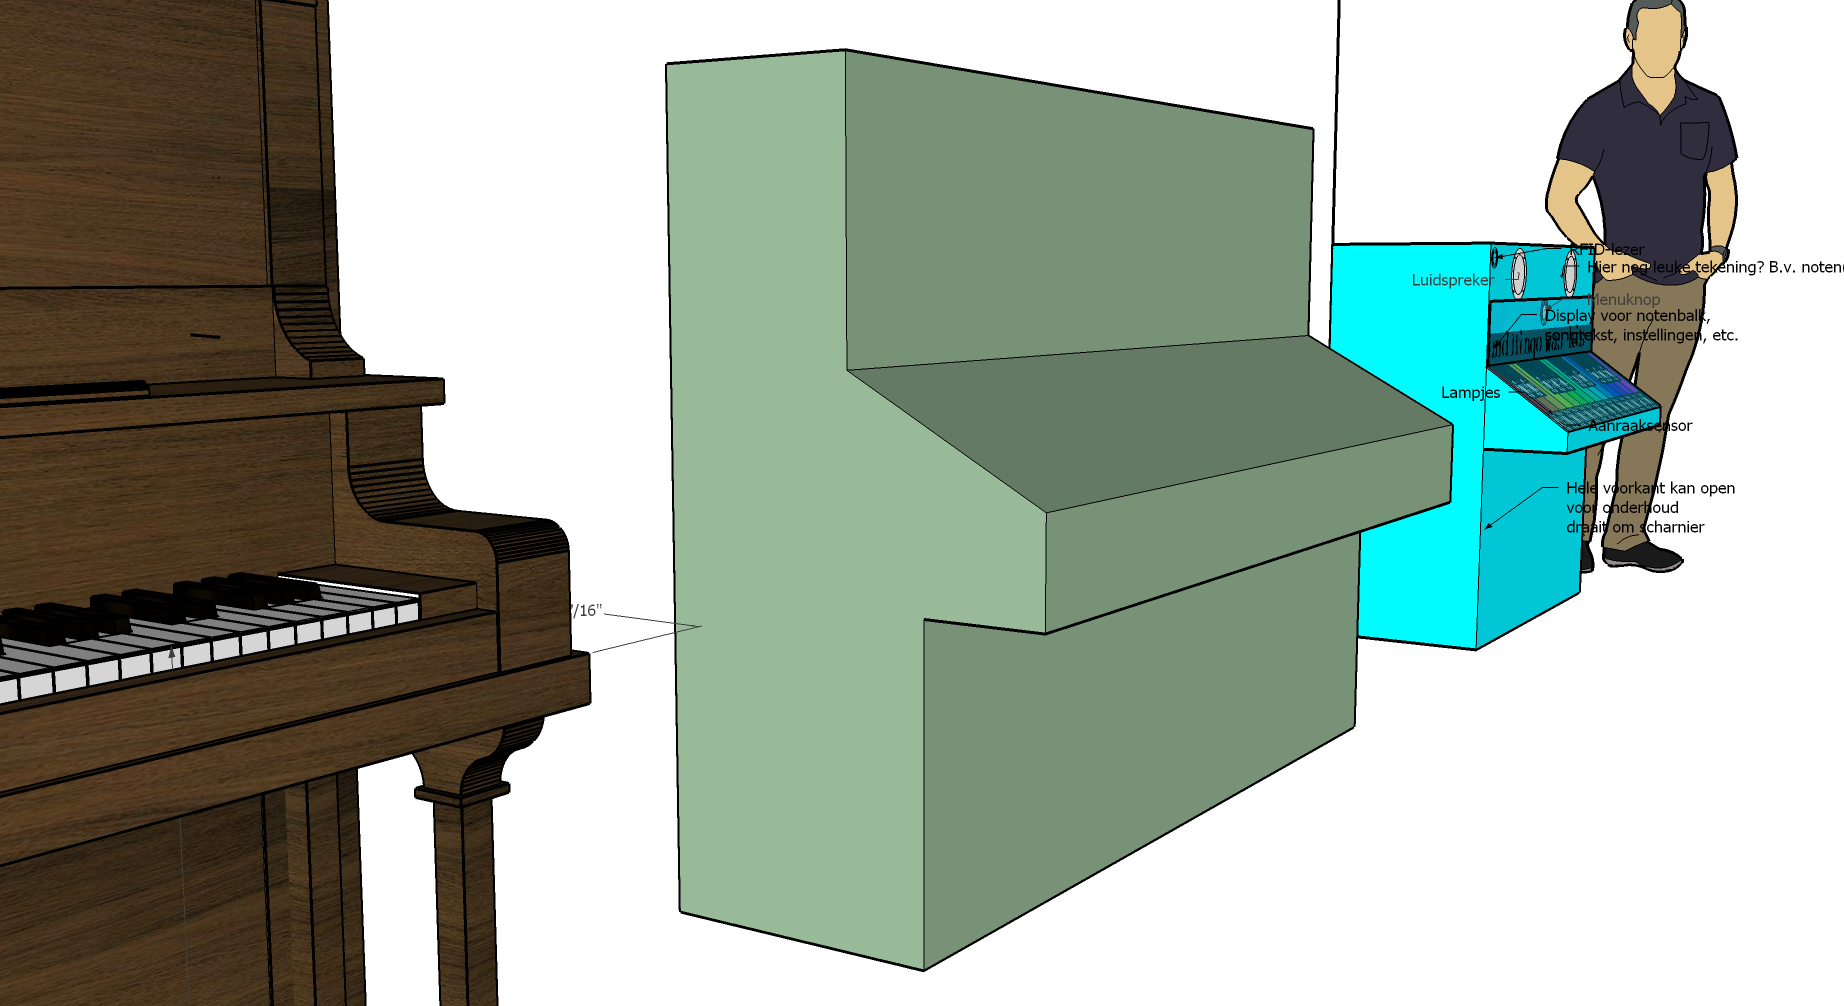 RFID-lezer
Hier nog leuke tekening? B.v. noten
Luidspreker
Menuknop
Display voor notenbalk,
songtekst, instellingen, etc.
Lampjes
Aanraaksensor
Hele voorkant kan open
voor onderhoud
draait om scharnier
7/16"